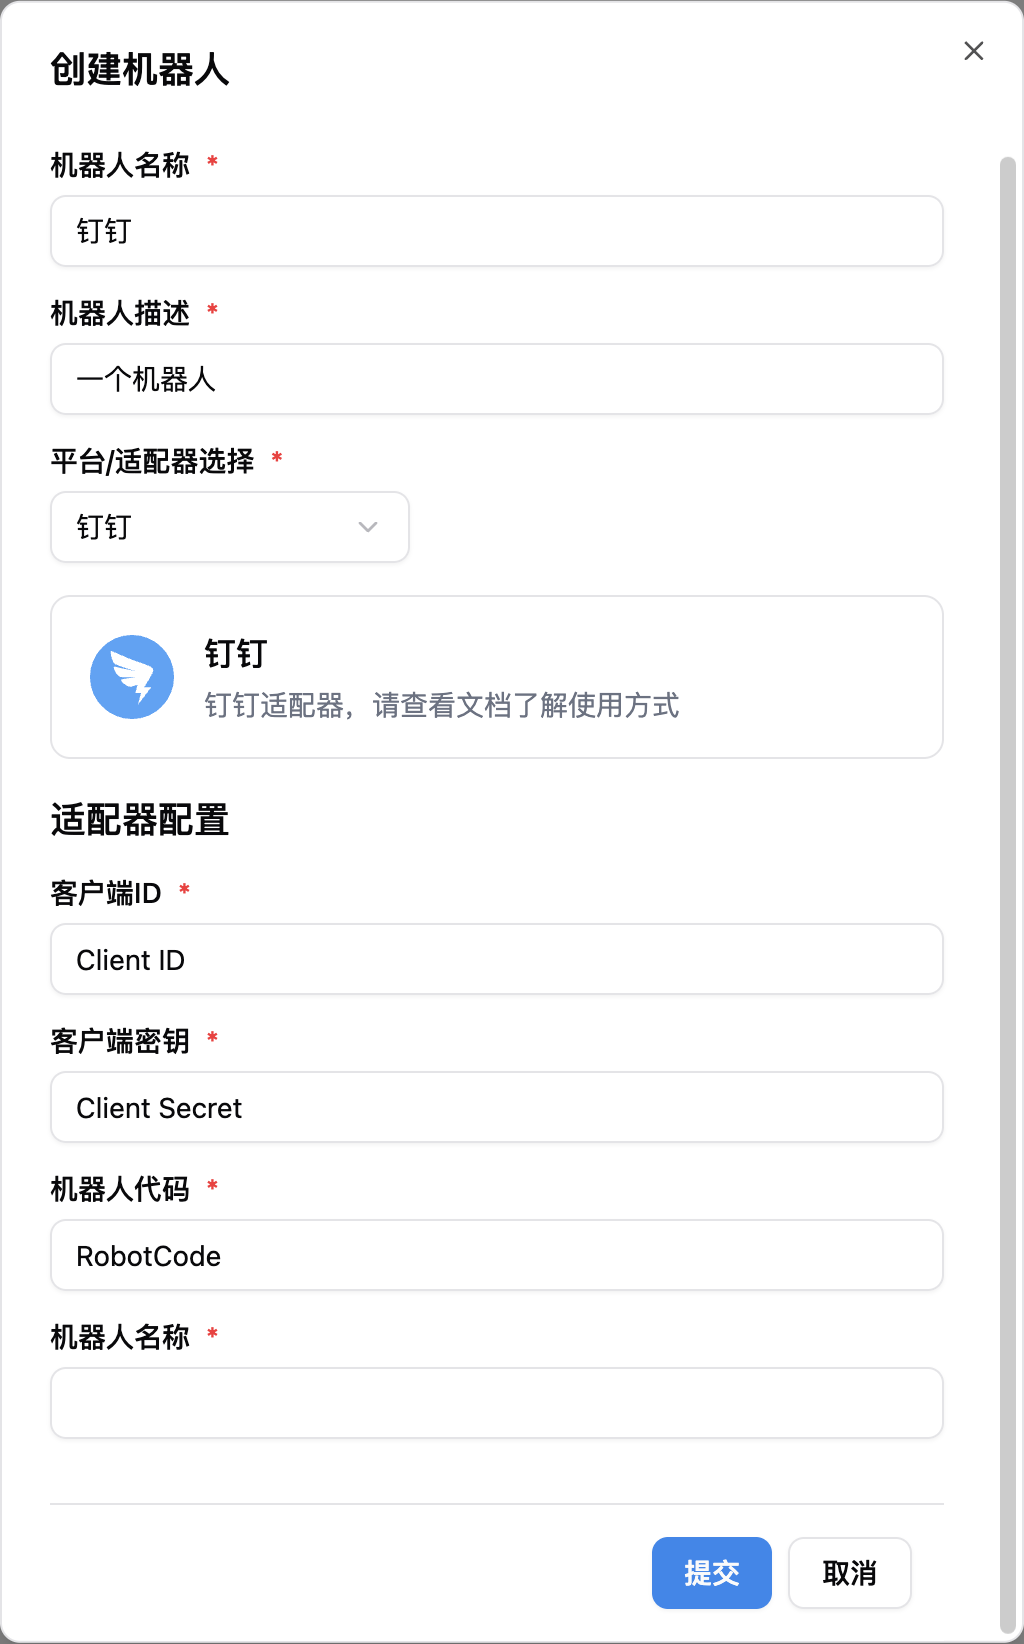 创建机器人
机器人名称 *
钉钉
机器人描述 *
一个机器人
平台/适配器选择 *
钉钉
钉钉
钉钉适配器，请查看文档了解使用方式
适配器配置
客户端ID *
Client ID
客户端密钥 *
Client Secret
机器人代码 *
RobotCode
机器人名称 *
提交 取消